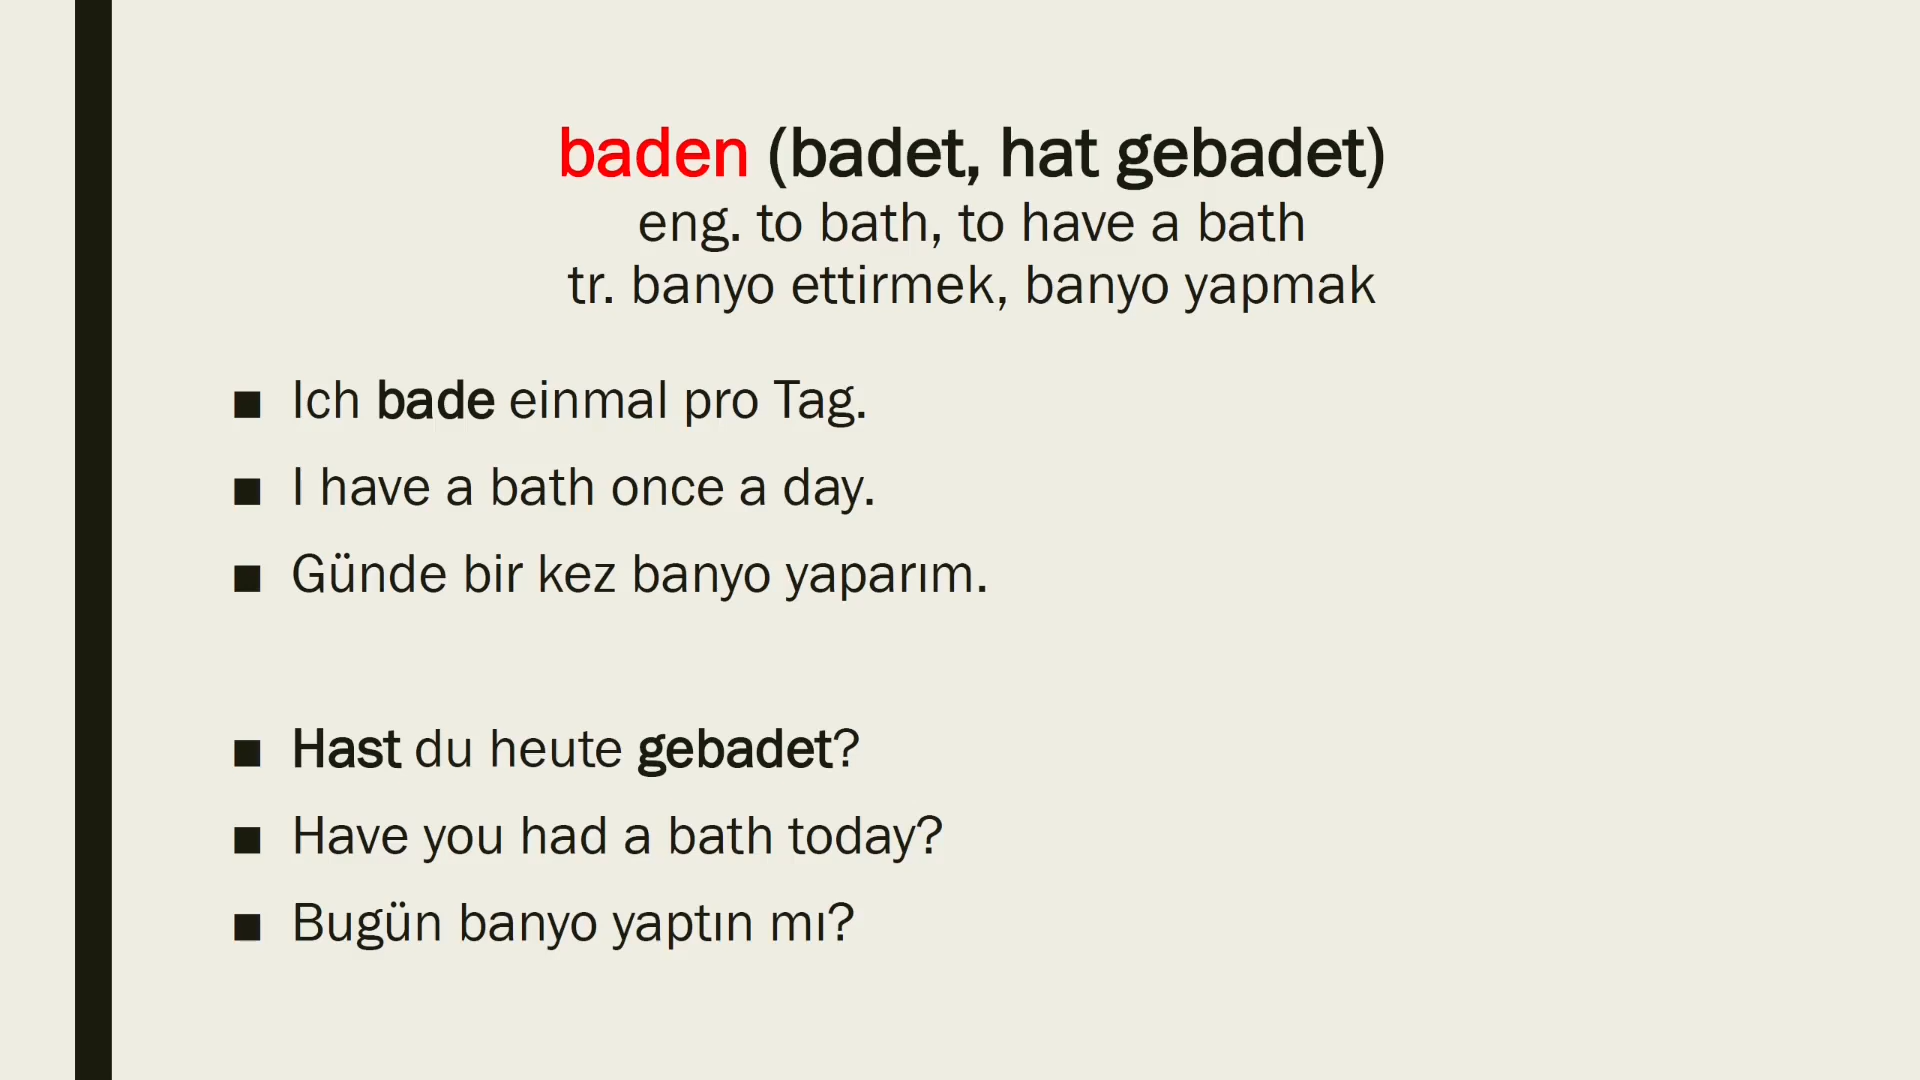 baden (badet, hat gebadet)
eng. to bath, to have a bath
tr. banyo ettirmek, banyo yapmak
■ Ich bade einmal pro Tag.
■ I have a bath once a day.
■ Günde bir kez banyo yaparım.
■ Hast du heute gebadet?
■ Have you had a bath today?
■ Bugün banyo yaptın mı?